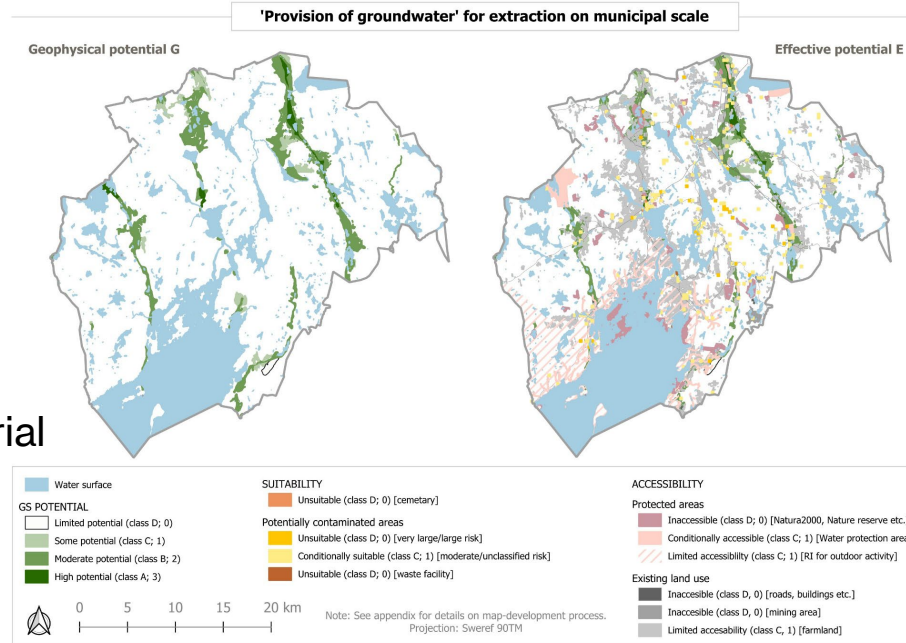 'Provision of groundwater' for extraction on municipal scale
Geophysical potential G
Effective potential E
rial
Water surface
GS POTENTIAL
Limited potential (class D; 0)
Some potential (class C; 1)
Moderate potential (class B; 2)
High potential (class A; 3)
0 5 10 15 20 km
SUITABILITY
Unsuitable (class D; 0) [cemetary]
Potentially contaminated areas
Unsuitable (class D; 0) [very large/large risk]
Conditionally suitable (class C; 1) [moderate/unclassified risk]
Unsuitable (class D; 0) [waste facility]
Note: See appendix for details on map-development process.
Projection: Sweref 90TM
ACCESSIBILITY
Protected areas
Inaccessible (class D; 0) [Natura2000, Nature reserve etc.
Conditionally accessible (class C; 1) [Water protection area
Limited accessiblility (class C; 1) [RI for outdoor activity]
Existing land use
Inaccesible (class D, 0) [roads, buildings etc.]
Inaccesible (class D, 0) [mining area]
Limited accesability (class C, 1) [farmland]